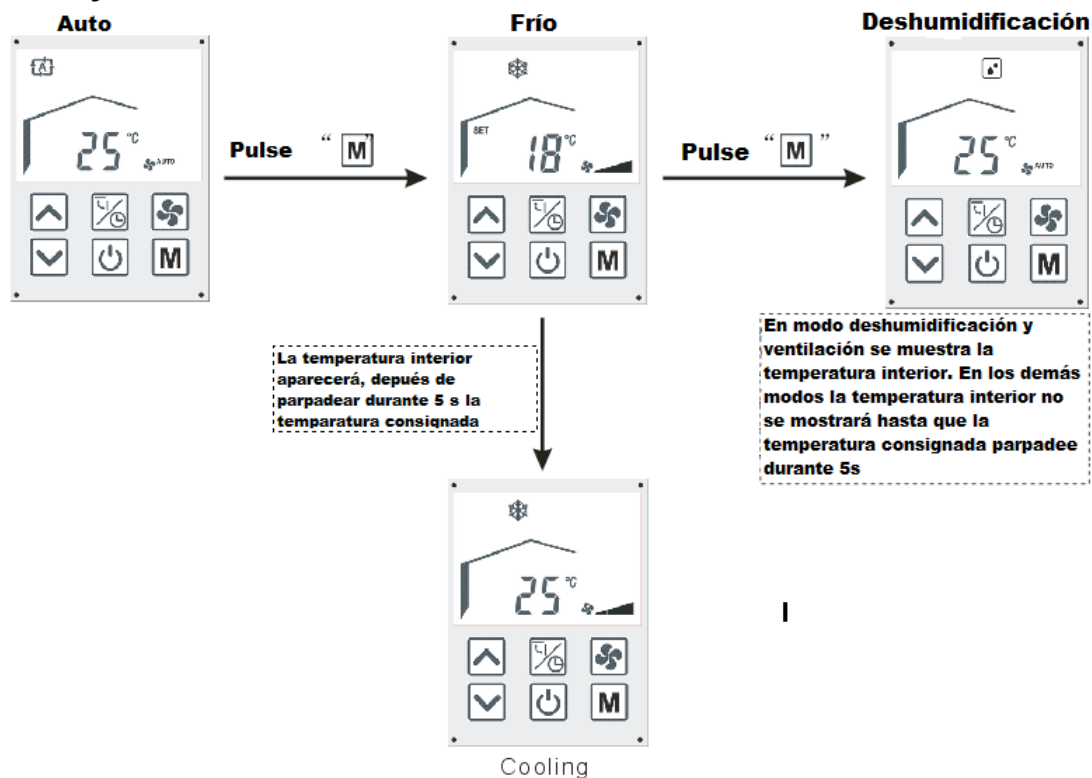 Auto
Frío
Deshumidificación
A
25 °C
AUTO
M
Pulse “ M ”
SET
18 °C
M
Pulse “ M ”
25 °C
AUTO
M
La temperatura interior
aparecerá, depués de
parpadear durante 5 s la
temparatura consignada
En modo deshumidificación y
ventilación se muestra la
temperatura interior. En los demás
modos la temperatura interior no
se mostrará hasta que la
temperatura consignada parpadee
durante 5s
25 °C
M
Cooling